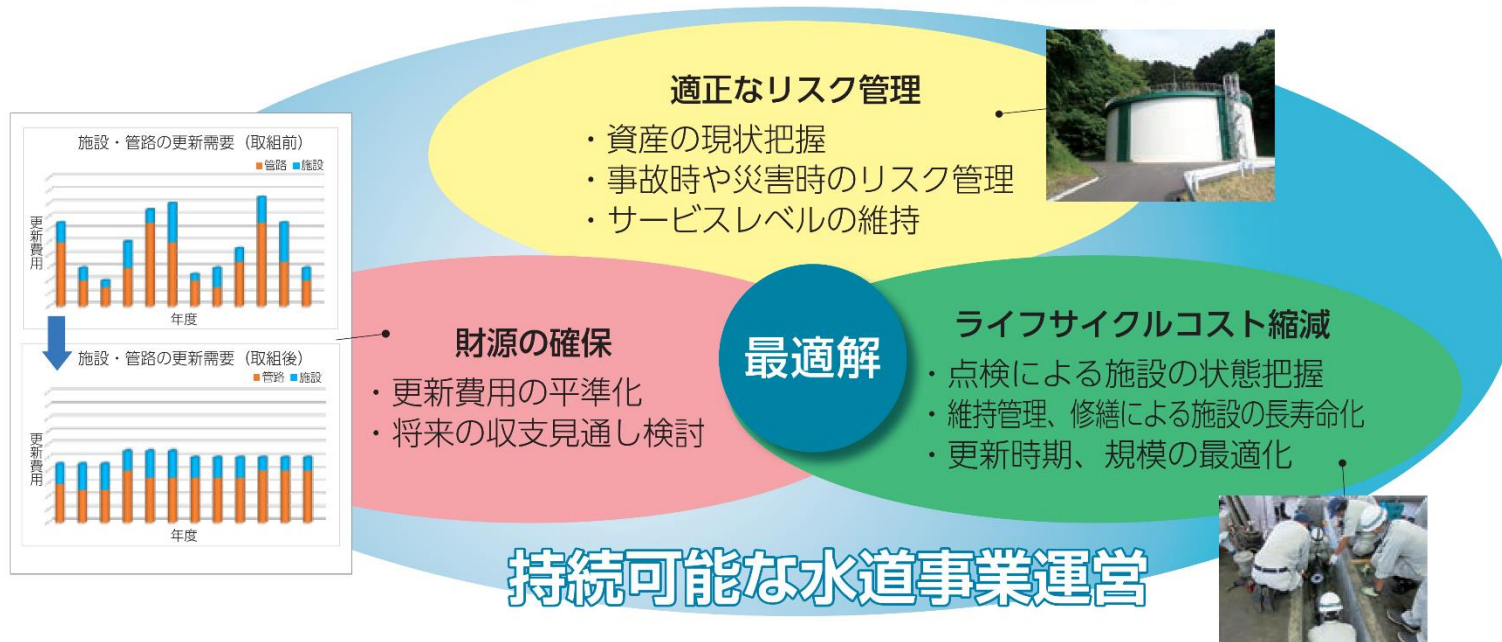 適正なリスク管理
・資産の現状把握
・事故時や災害時のリスク管理
・サービスレベルの維持
施設・管路の更新需要（取組前）
■管路 ■施設
更新費用
年度
施設・管路の更新需要（取組後）
■管路 ■施設
更新費用
年度
財源の確保
・更新費用の平準化
・将来の収支見通し検討
最適解
ライフサイクルコスト縮減
・点検による施設の状態把握
・維持管理、修繕による施設の長寿命化
・更新時期、規模の最適化
持続可能な水道事業運営